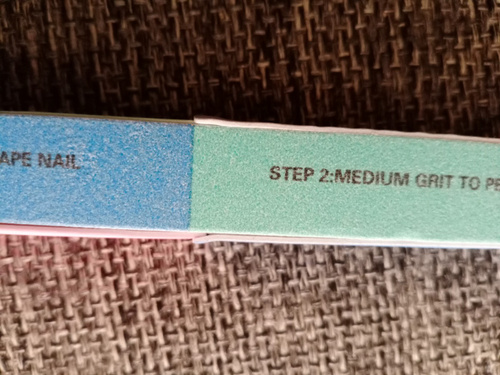 APE NAIL
STEP 2:MEDIUM GRIT TO PE